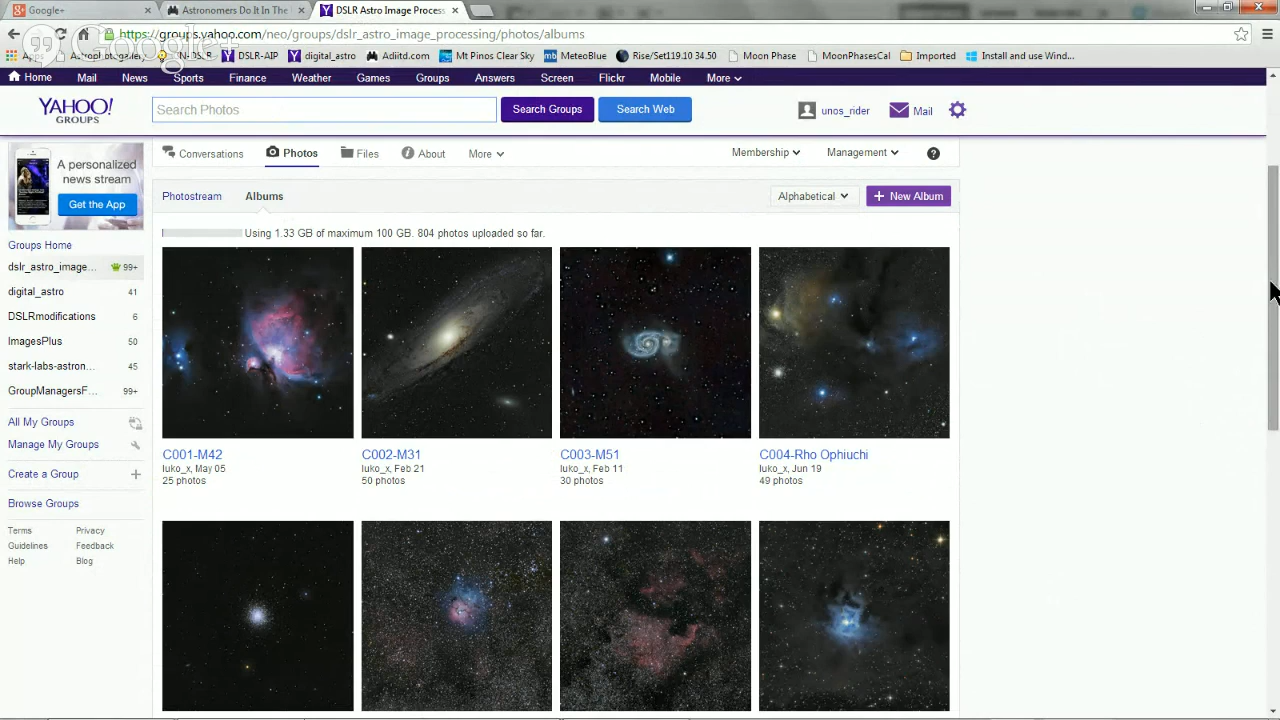 Google+
Astronomers Do It In The
DSLR Astro Image Process
https://groups.yahoo.com/neo/groups/dslr_astro_image_processing/photos/albums
Google+
DSLR-AIP
digital_astro
Adiitd.com
Mt Pinos Clear Sky
MeteoBlue
Rise/Set119.10 34.50
Moon Phase
MoonPhasesCal
Imported
Install and use Wind...
Home
Mail
News
Sports
Finance
Weather
Games
Groups
Answers
Screen
Flickr
Mobile
More
YAHOO!
GROUPS
Search Photos
Search Groups
Search Web
unos_rider
Mail
A personalized
news stream
Get the App
Conversations
Photos
Files
About
More
Membership
Management
Photostream
Albums
Alphabetical
+ New Album
Using 1.33 GB of maximum 100 GB. 804 photos uploaded so far.
Groups Home
dslr_astro_image... 99+
digital_astro 41
DSLRmodifications 6
ImagesPlus 50
stark-labs-astron... 45
GroupManagersF... 99+
All My Groups
Manage My Groups
Create a Group
Browse Groups
Terms Privacy
Guidelines Feedback
Help Blog
C001-M42
luko_x, May 05
25 photos
C002-M31
luko_x, Feb 21
50 photos
C003-M51
luko_x, Feb 11
30 photos
C004-Rho Ophiuchi
luko_x, Jun 19
49 photos